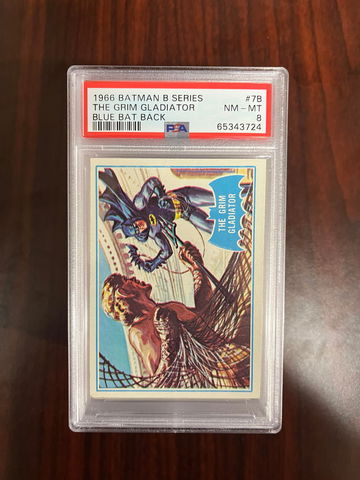 1966 BATMAN B SERIES #7B
THE GRIM GLADIATOR NM - MT
BLUE BAT BACK PSA 8
65343724
THE GRIM
GLADIATOR